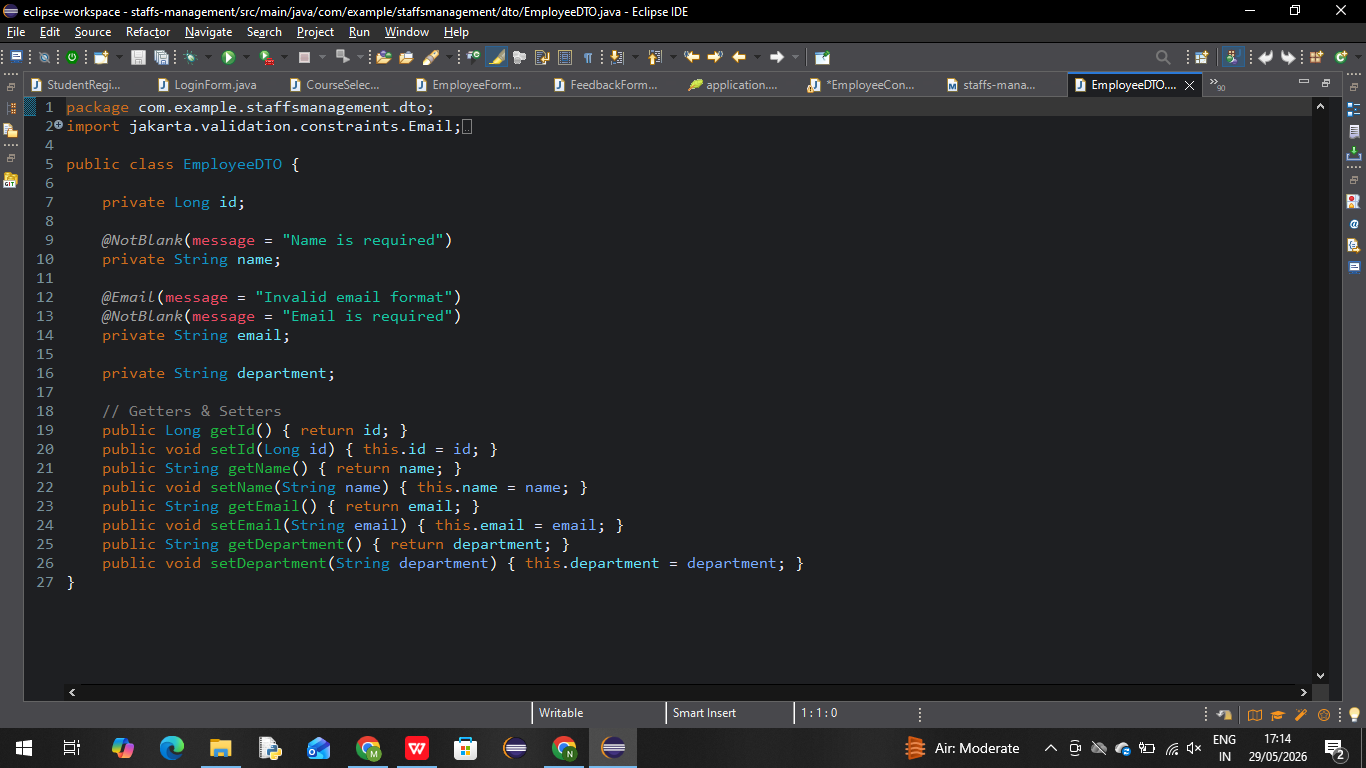 eclipse-workspace - staffs-management/src/main/java/com/example/staffsmanagement/dto/EmployeeDTO.java - Eclipse IDE
File Edit Source Refactor Navigate Search Project Run Window Help
StudentRegi... LoginForm.java CourseSelec... EmployeeForm... FeedbackForm... application.... *EmployeeCon... staffs-mana... EmployeeDTO.... »90
1 package com.example.staffsmanagement.dto;
2 import jakarta.validation.constraints.Email;
4
5 public class EmployeeDTO {
6
7 private Long id;
8
9 @NotBlank(message = "Name is required")
10 private String name;
11
12 @Email(message = "Invalid email format")
13 @NotBlank(message = "Email is required")
14 private String email;
15
16 private String department;
17
18 // Getters & Setters
19 public Long getId() { return id; }
20 public void setId(Long id) { this.id = id; }
21 public String getName() { return name; }
22 public void setName(String name) { this.name = name; }
23 public String getEmail() { return email; }
24 public void setEmail(String email) { this.email = email; }
25 public String getDepartment() { return department; }
26 public void setDepartment(String department) { this.department = department; }
27 }
Writable Smart Insert 1 : 1 : 0
Air: Moderate ENG 17:14
IN 29/05/2026 2